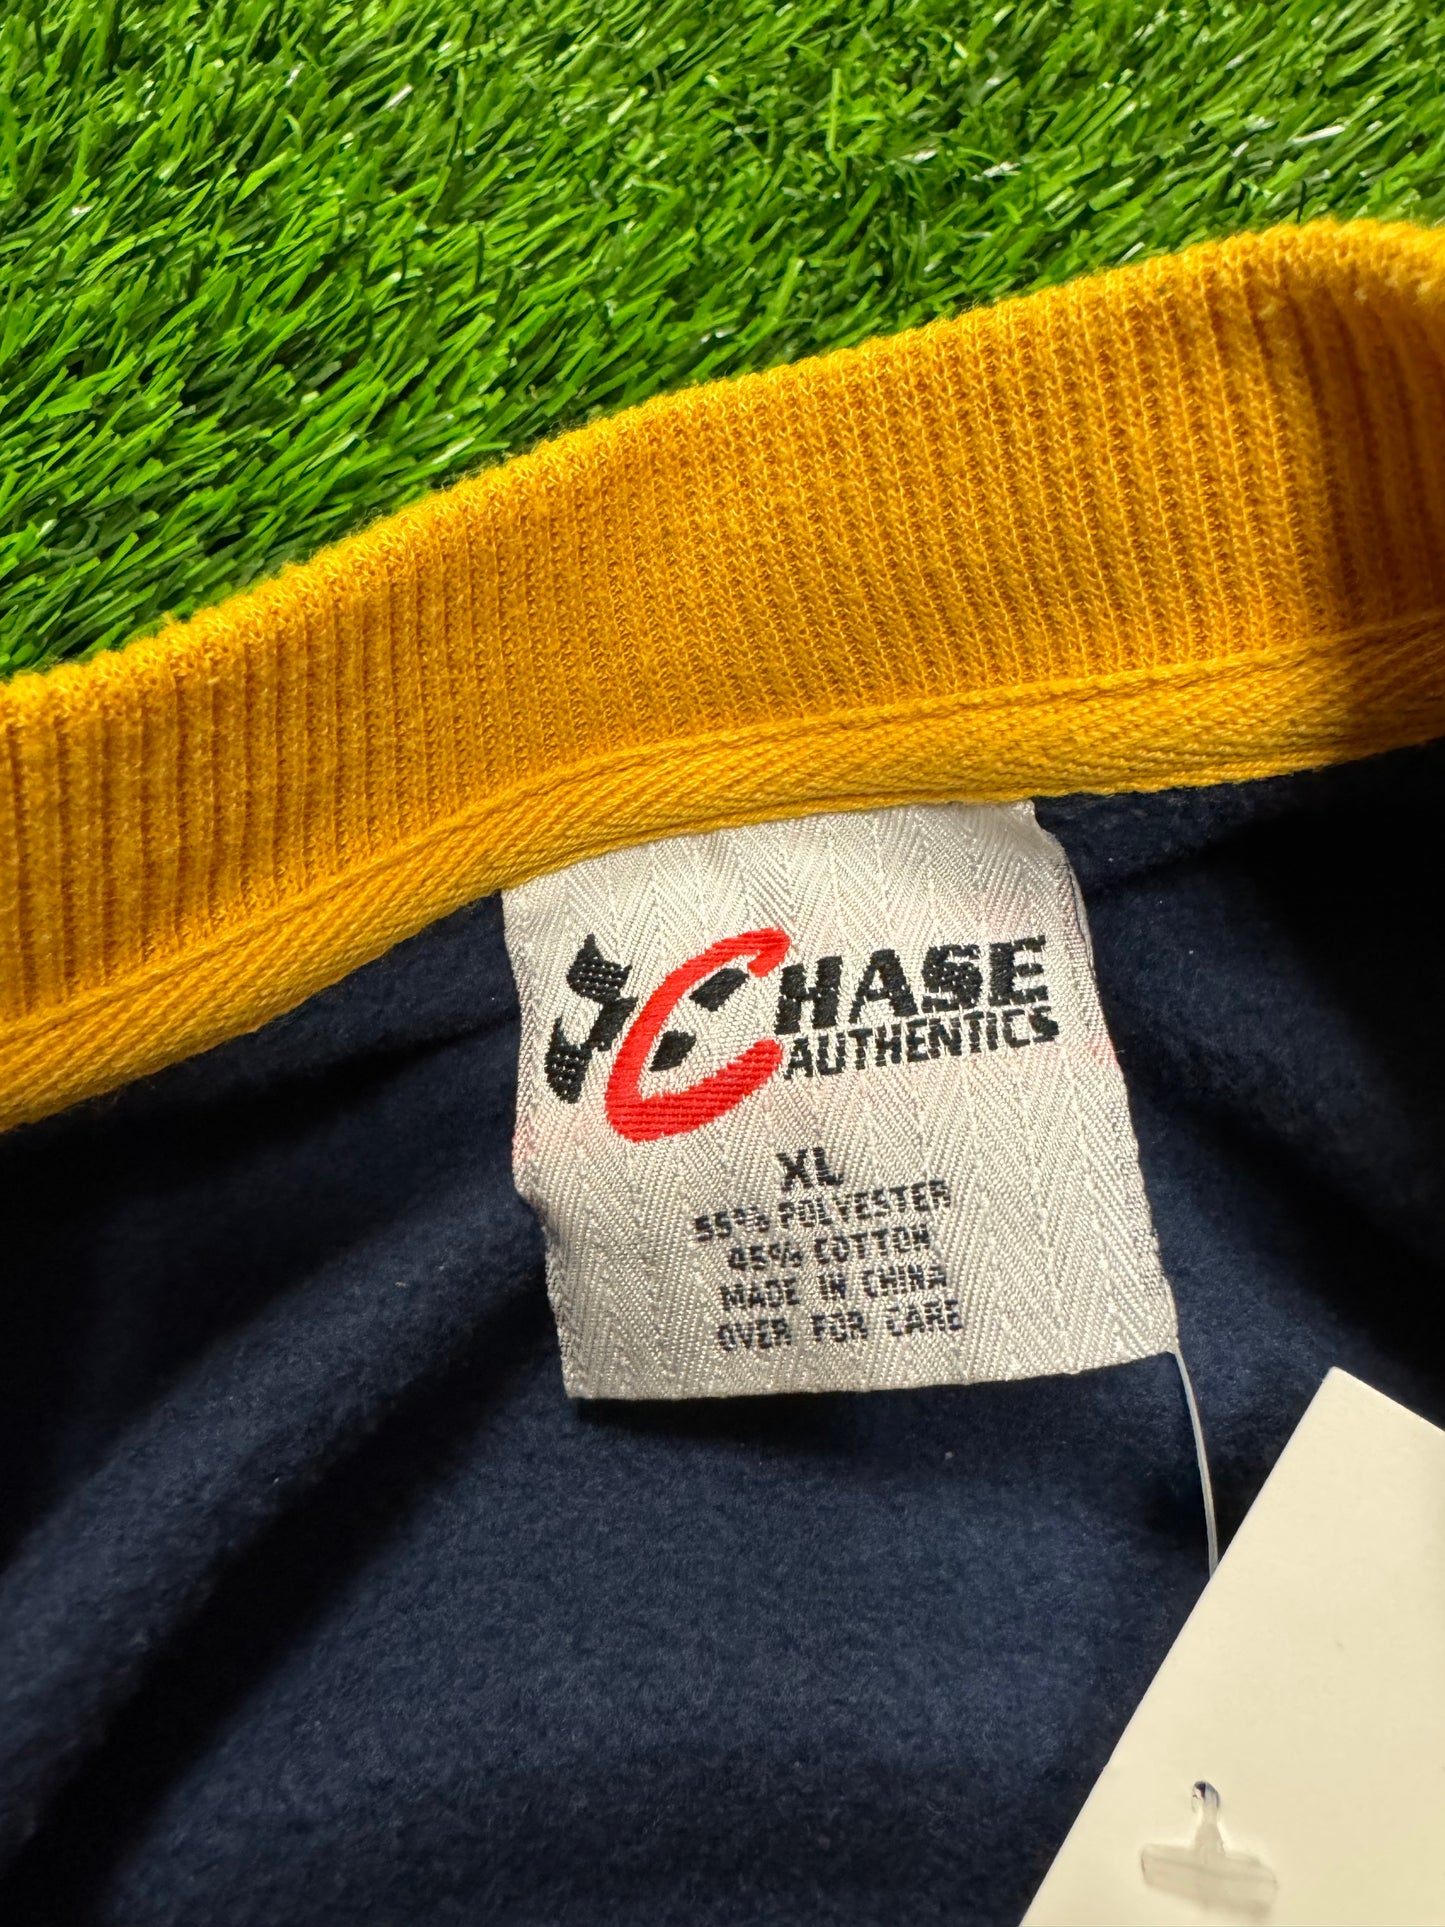 CHASE
AUTHENTICS
XL
55% POLYESTER
45% COTTON
MADE IN CHINA
OVER FOR CARE